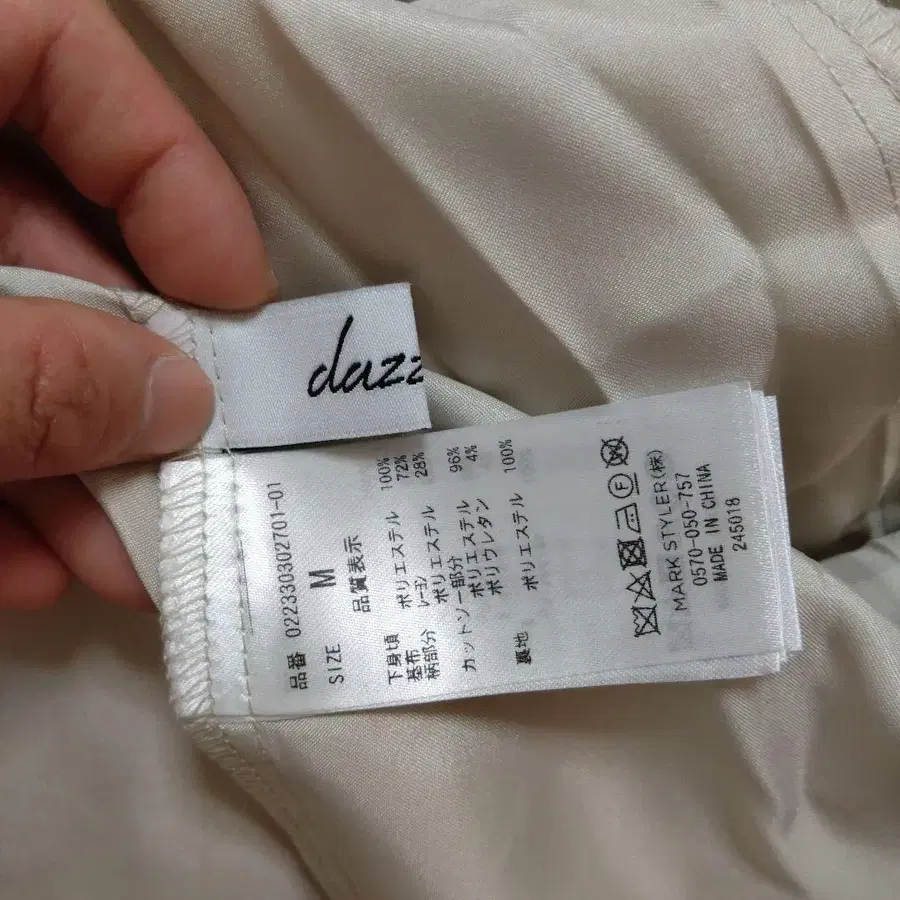 dazz
品番 022330302701-01
SIZE M
品質表示
下身頃 ポリエステル 100%
基布 レーヨン 72%
柄部分 ポリエステル 28%
カットソー部分
ポリエステル 96%
ポリウレタン 4%
裏地 ポリエステル 100%
MARK STYLER(株)
0570-050-757
MADE IN CHINA
245018